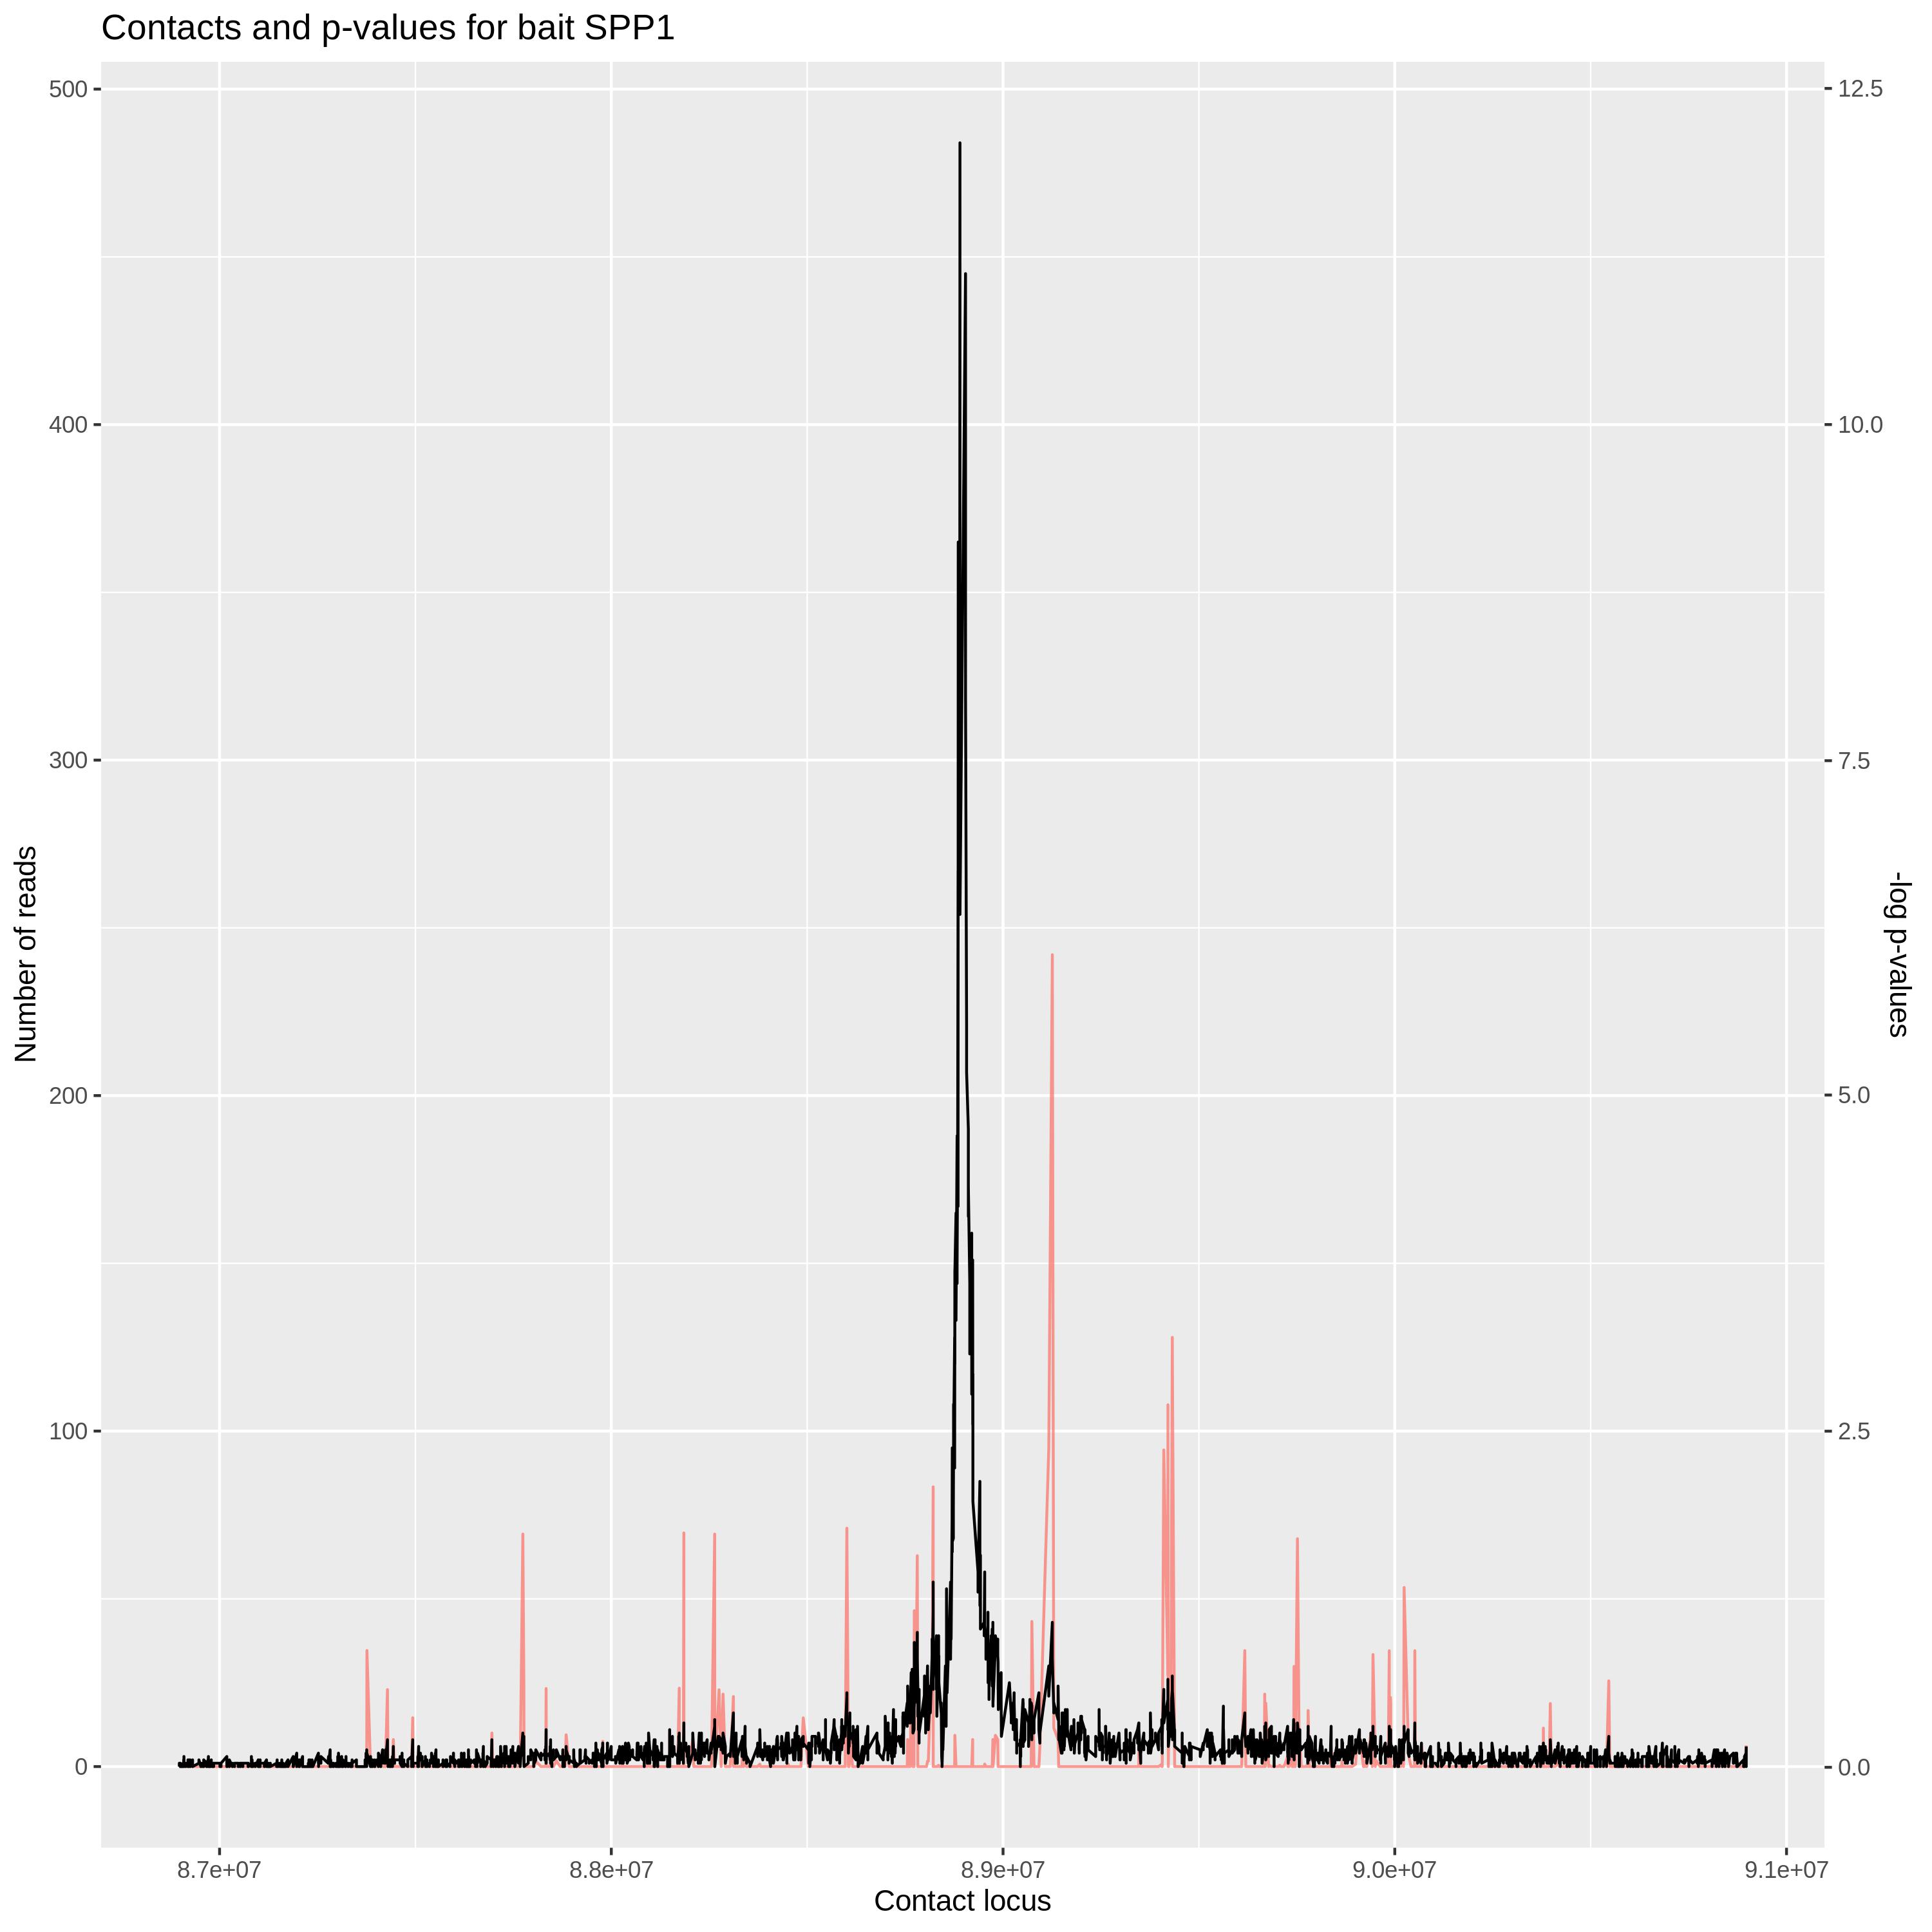 Contacts and p-values for bait SPP1
500
400
300
200
100
0
Number of reads
12.5
10.0
7.5
5.0
2.5
0.0
-log p-values
8.7e+07
8.8e+07
8.9e+07
9.0e+07
9.1e+07
Contact locus